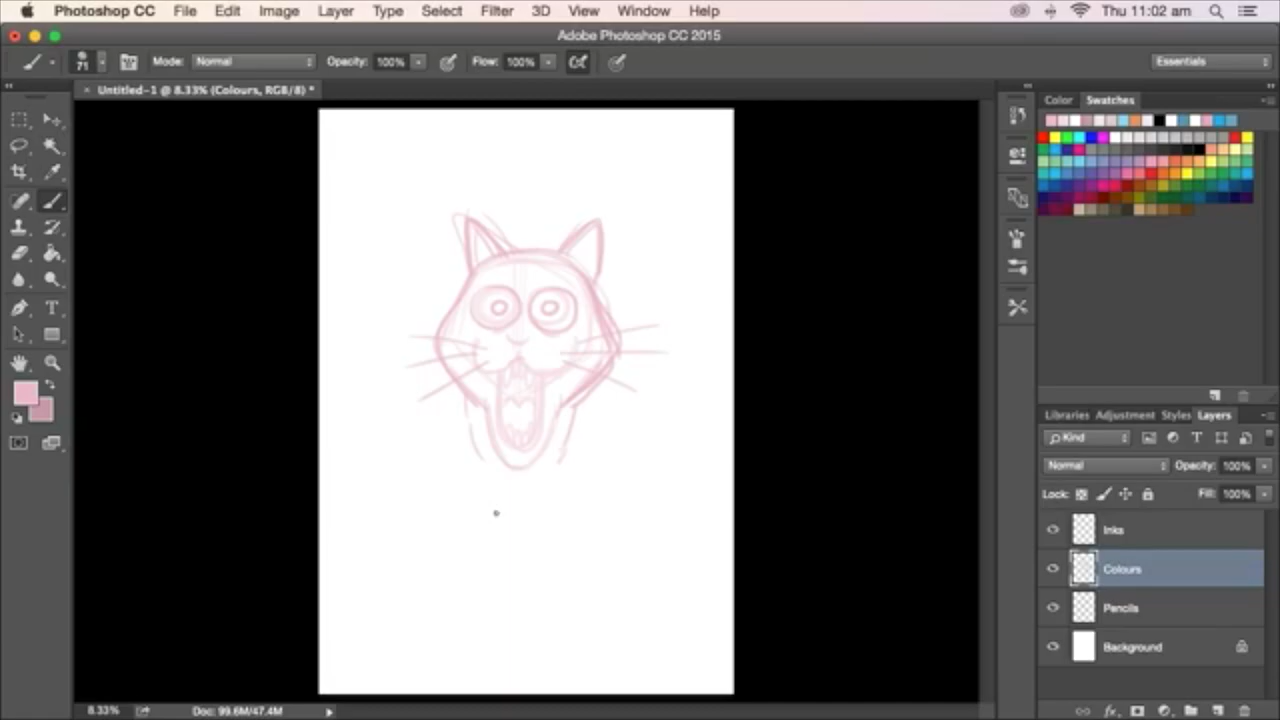 Photoshop CC File Edit Image Layer Type Select Filter 3D View Window Help Thu 11:02 am
Adobe Photoshop CC 2015
71 Mode: Normal Opacity: 100% Flow: 100% Essentials
× Untitled-1 @ 8.33% (Colours, RGB/8) *
Color Swatches
Libraries Adjustment Styles Layers
Kind
Normal Opacity: 100%
Lock: Fill: 100%
Inks
Colours
Pencils
Background
8.33% Doc: 99.6M/47.4M